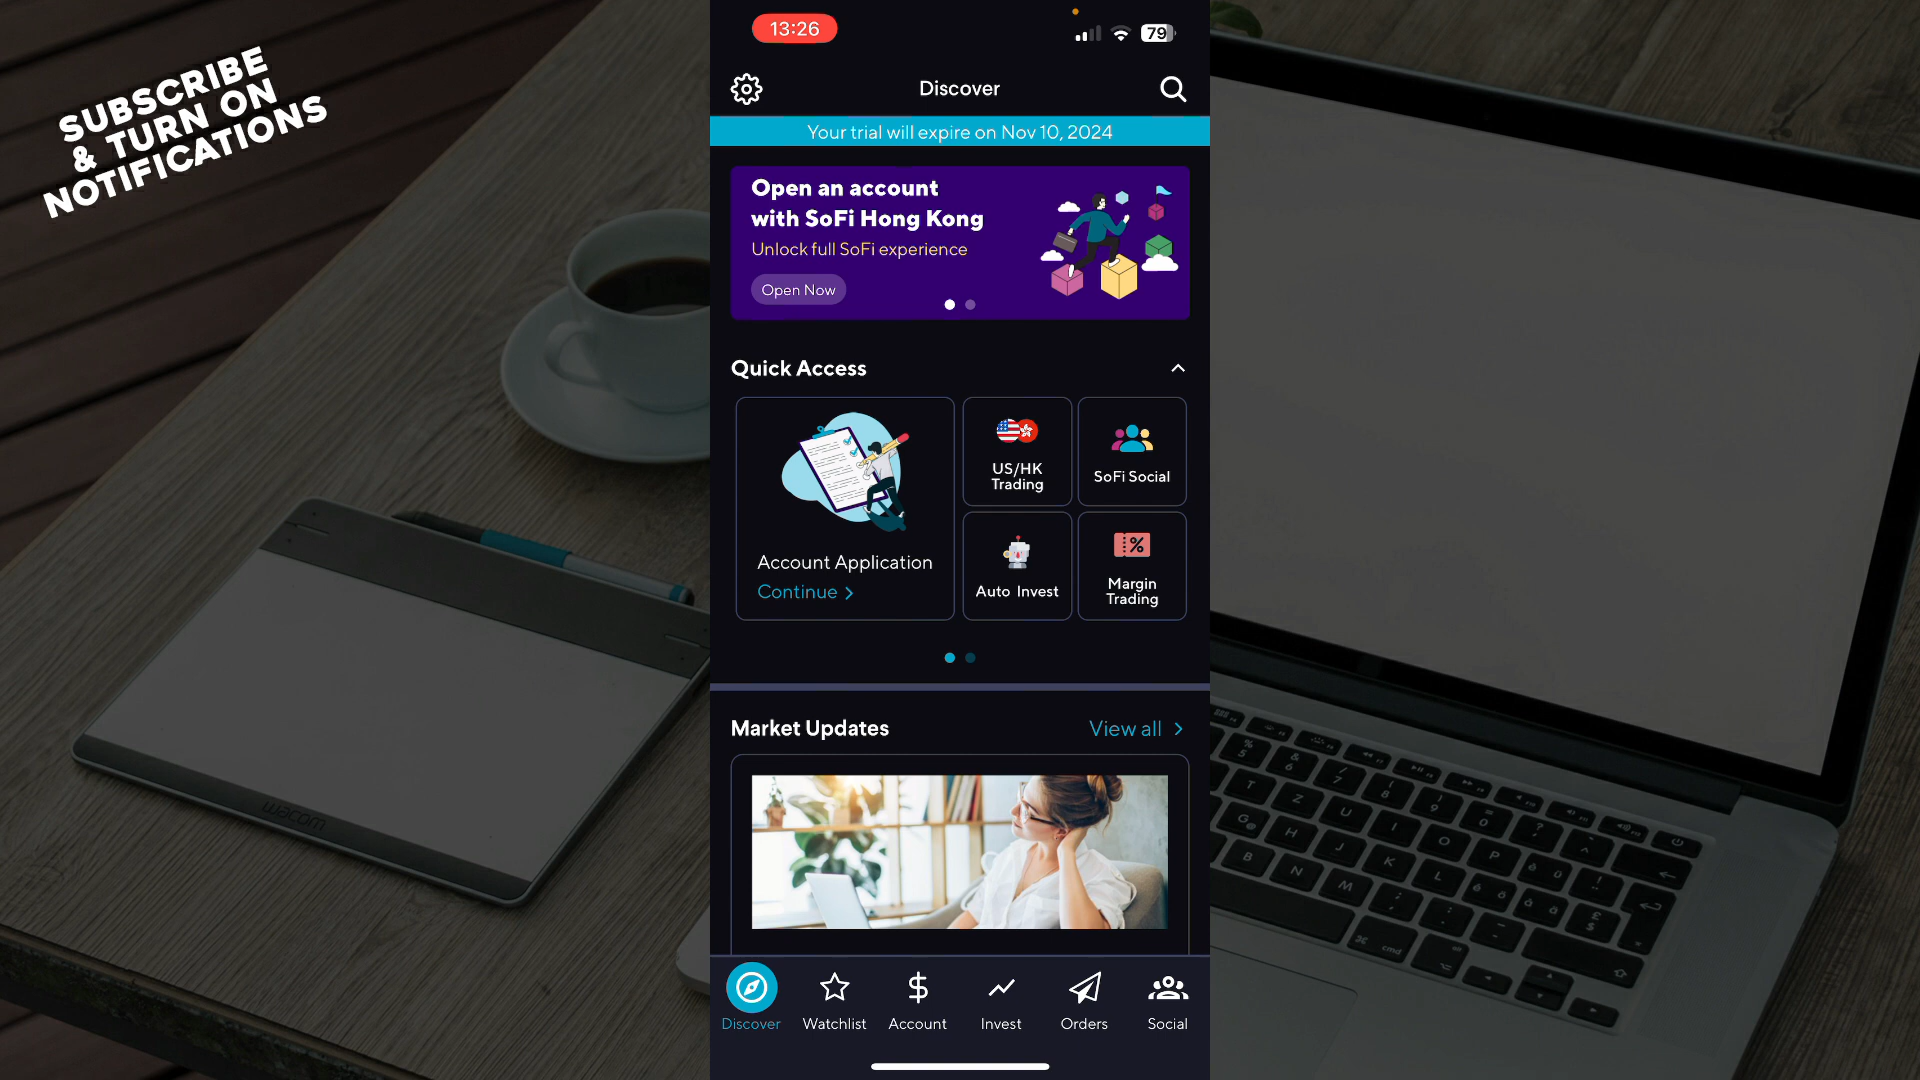 SUBSCRIBE
& TURN ON
NOTIFICATIONS
13:26
79
Discover
Your trial will expire on Nov 10, 2024
Open an account
with SoFi Hong Kong
Unlock full SoFi experience
Open Now
Quick Access
Account Application
Continue
US/HK
Trading
SoFi Social
Auto Invest
%
Margin
Trading
Market Updates
View all
Discover
Watchlist
$
Account
Invest
Orders
Social
wacom